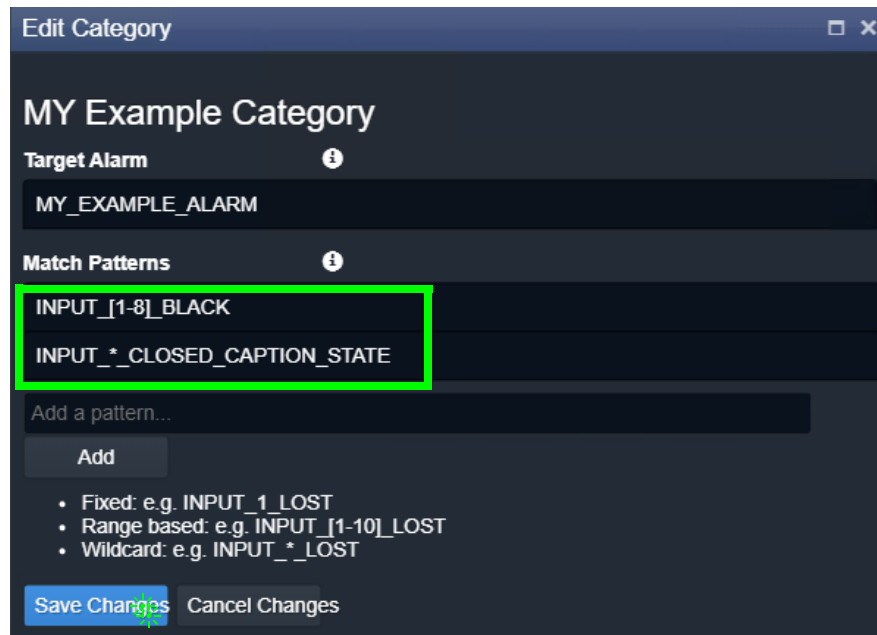 Edit Category
MY Example Category
Target Alarm
MY_EXAMPLE_ALARM
Match Patterns
INPUT_[1-8]_BLACK
INPUT_*_CLOSED_CAPTION_STATE
Add a pattern...
Add
• Fixed: e.g. INPUT_1_LOST
• Range based: e.g. INPUT_[1-10]_LOST
• Wildcard: e.g. INPUT_*_LOST
Save Changes Cancel Changes